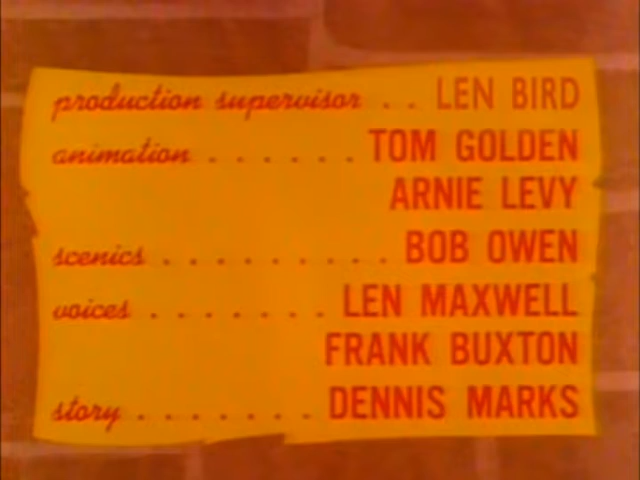 production supervisor . . LEN BIRD
animation . . . . . . TOM GOLDEN
ARNIE LEVY
scenics . . . . . . . . . BOB OWEN
voices . . . . . . . LEN MAXWELL
FRANK BUXTON
story . . . . . . . DENNIS MARKS